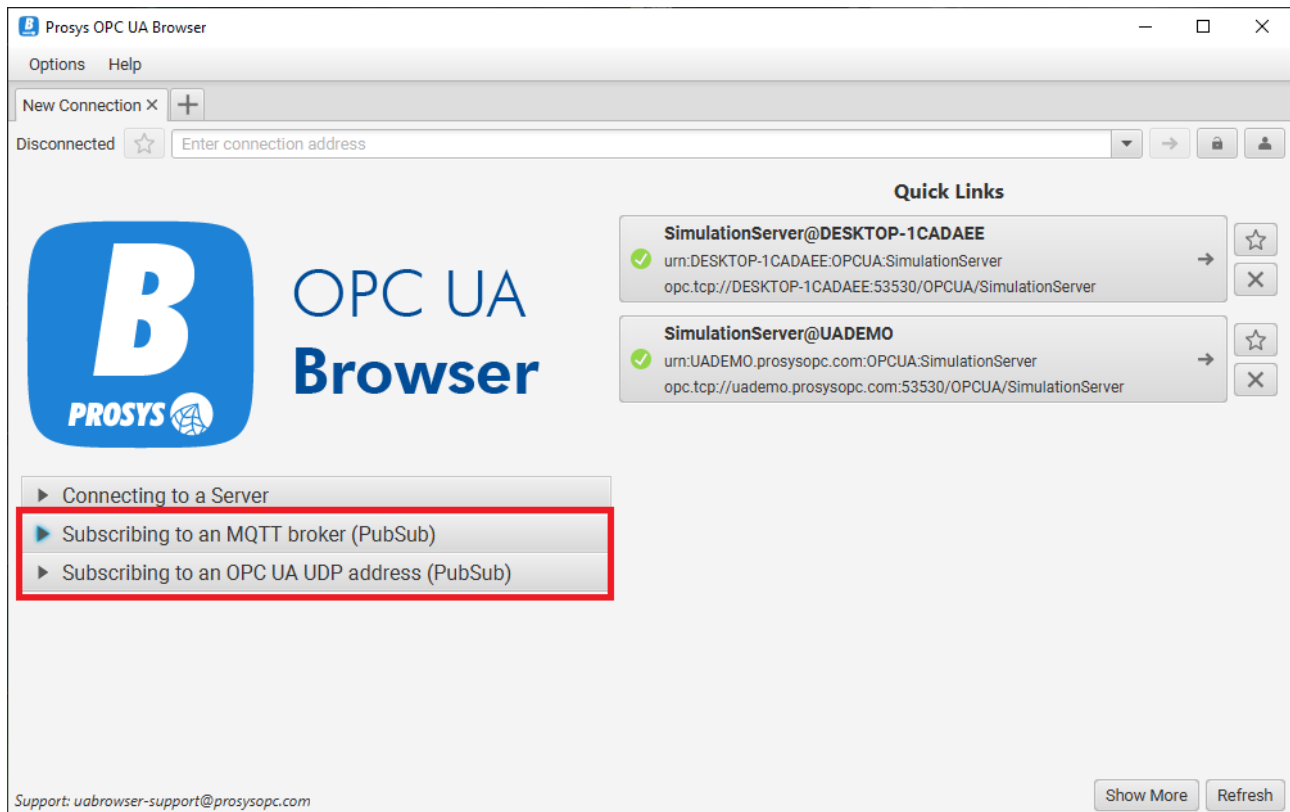 B
Prosys OPC UA Browser
Options Help
New Connection
Disconnected Enter connection address
Quick Links
SimulationServer@DESKTOP-1CADAEE
urn:DESKTOP-1CADAEE:OPCUA:SimulationServer
opc.tcp://DESKTOP-1CADAEE:53530/OPCUA/SimulationServer
SimulationServer@UADEMO
urn:UADEMO.prosysopc.com:OPCUA:SimulationServer
opc.tcp://uademo.prosysopc.com:53530/OPCUA/SimulationServer
B
PROSYS
OPC UA
Browser
Connecting to a Server
Subscribing to an MQTT broker (PubSub)
Subscribing to an OPC UA UDP address (PubSub)
Support: uabrowser-support@prosysopc.com
Show More Refresh